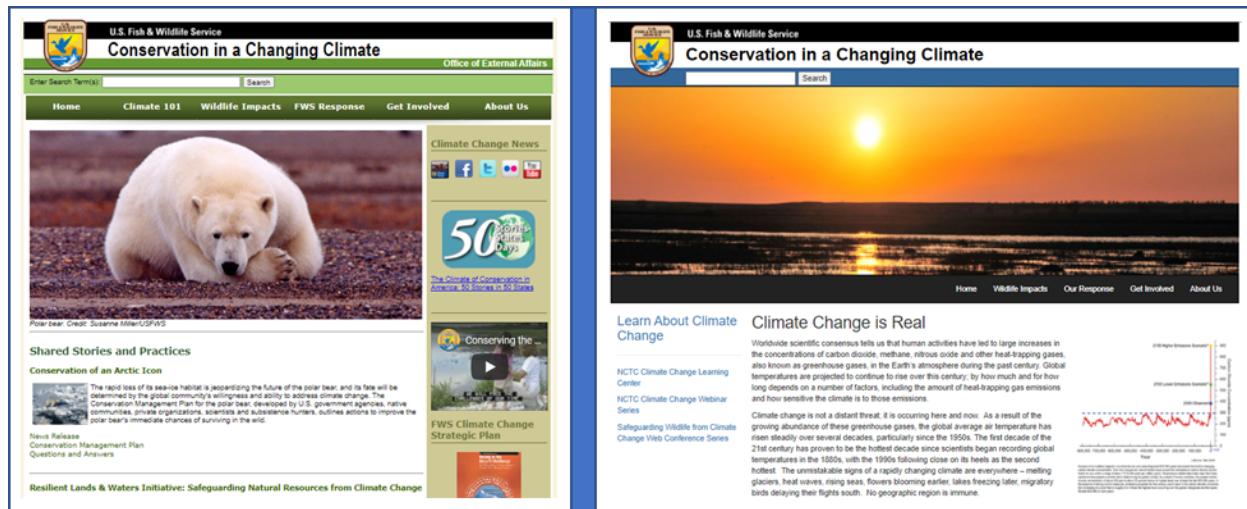 U.S. Fish & Wildlife Service
Conservation in a Changing Climate
Office of External Affairs
Enter Search Term(s):
Search
Home Climate 101 Wildlife Impacts FWS Response Get Involved About Us
Polar bear. Credit: Susanne Miller/USFWS
Shared Stories and Practices
Conservation of an Arctic Icon
The rapid loss of its sea-ice habitat is jeopardizing the future of the polar bear, and its fate will be
determined by the global community's willingness and ability to address climate change. The
Conservation Management Plan for the polar bear, developed by U.S. government agencies, native
communities, private organizations, scientists and subsistence hunters, outlines actions to improve the
polar bear's immediate chances of surviving in the wild.
News Release
Conservation Management Plan
Questions and Answers
Resilient Lands & Waters Initiative: Safeguarding Natural Resources from Climate Change
Climate Change News
You
Tube
50 Stories
States
Days
The Climate of Conservation in
America: 50 Stories in 50 States
Conserving the ...
FWS Climate Change
Strategic Plan
U.S. Fish & Wildlife Service
Conservation in a Changing Climate
Search
Home Wildlife Impacts Our Response Get Involved About Us
Learn About Climate
Change
NCTC Climate Change Learning
Center
NCTC Climate Change Webinar
Series
Safeguarding Wildlife from Climate
Change Web Conference Series
Climate Change is Real
Worldwide scientific consensus tells us that human activities have led to large increases in
the concentrations of carbon dioxide, methane, nitrous oxide and other heat-trapping gases,
also known as greenhouse gases, in the Earth's atmosphere during the past century. Global
temperatures are projected to continue to rise over this century; by how much and for how
long depends on a number of factors, including the amount of heat-trapping gas emissions
and how sensitive the climate is to those emissions.
Climate change is not a distant threat; it is occurring here and now. As a result of the
growing abundance of these greenhouse gases, the global average air temperature has
risen steadily over several decades, particularly since the 1950s. The first decade of the
21st century has proven to be the hottest decade since scientists began recording global
temperatures in the 1880s, with the 1990s following close on its heels as the second
hottest. The unmistakable signs of a rapidly changing climate are everywhere – melting
glaciers, heat waves, rising seas, flowers blooming earlier, lakes freezing later, migratory
birds delaying their flights south. No geographic region is immune.
2100 Higher Emissions Scenario
2100 Lower Emissions Scenario
Year